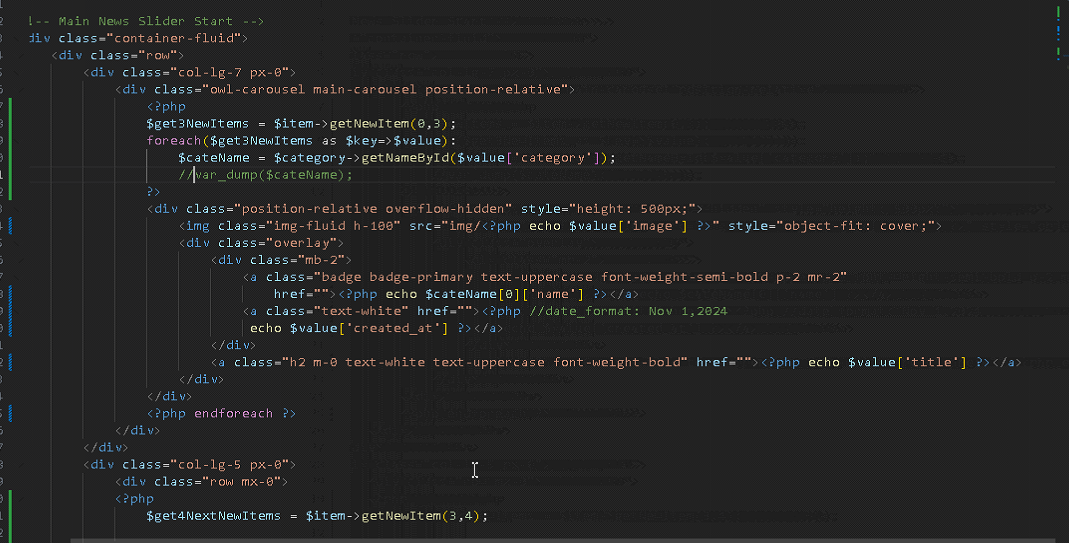 !-- Main News Slider Start -->
div class="container-fluid">
<div class="row">
<div class="col-lg-7 px-0">
<div class="owl-carousel main-carousel position-relative">
<?php
$get3NewItems = $item->getNewItem(0,3);
foreach($get3NewItems as $key=>$value):
$cateName = $category->getNameById($value['category']);
//var_dump($cateName);
?>
<div class="position-relative overflow-hidden" style="height: 500px;">
<img class="img-fluid h-100" src="img/<?php echo $value['image'] ?>" style="object-fit: cover;">
<div class="overlay">
<div class="mb-2">
<a class="badge badge-primary text-uppercase font-weight-semi-bold p-2 mr-2"
href=""><?php echo $cateName[0]['name'] ?></a>
<a class="text-white" href=""><?php //date_format: Nov 1,2024
echo $value['created_at'] ?></a>
</div>
<a class="h2 m-0 text-white text-uppercase font-weight-bold" href=""><?php echo $value['title'] ?></a>
</div>
</div>
<?php endforeach ?>
</div>
</div>
<div class="col-lg-5 px-0">
<div class="row mx-0">
<?php
$get4NextNewItems = $item->getNewItem(3,4);